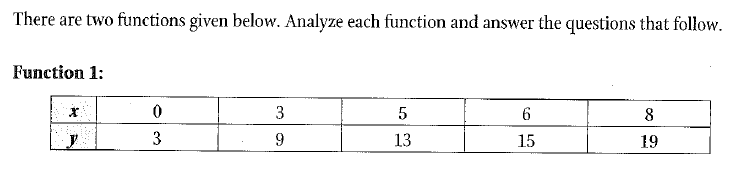 There are two functions given below. Analyze each function and answer the questions that follow.
Function 1:
x 0 3 5 6 8
y 3 9 13 15 19